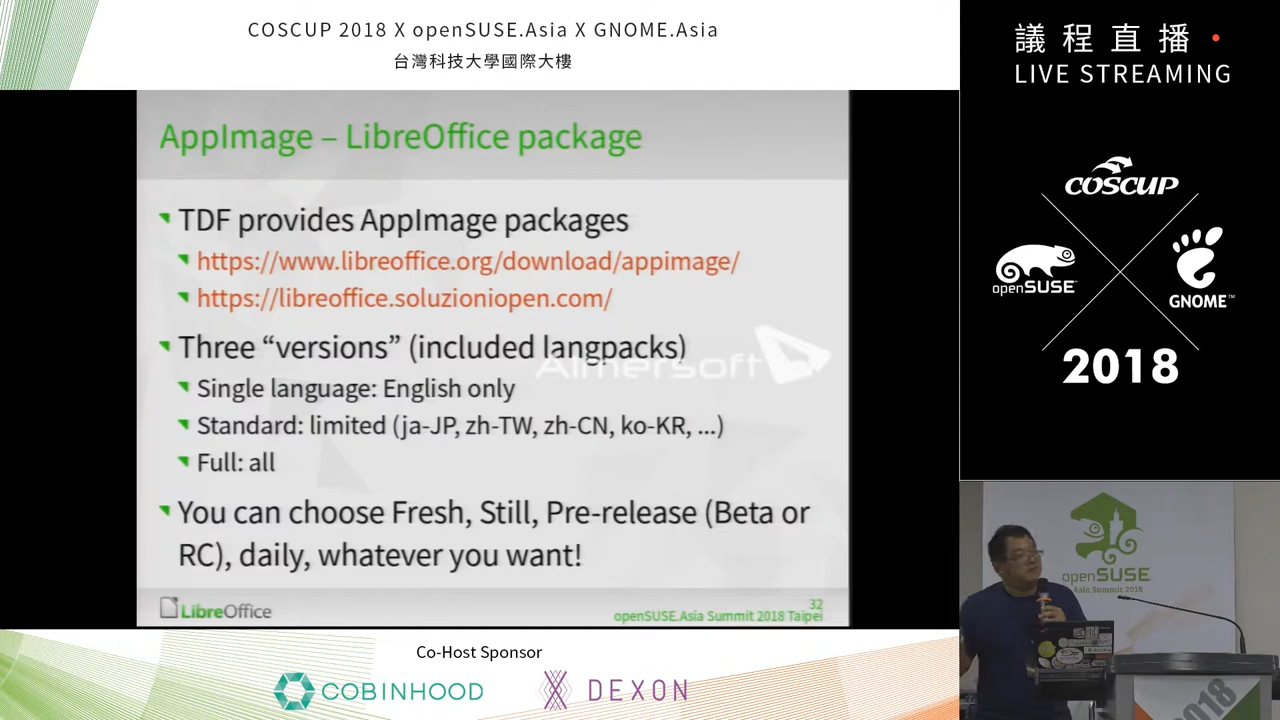 COSCUP 2018 X openSUSE.Asia X GNOME.Asia
台灣科技大學國際大樓
議程直播
LIVE STREAMING
AppImage – LibreOffice package
TDF provides AppImage packages
https://www.libreoffice.org/download/appimage/
https://libreoffice.soluzioniopen.com/
Three “versions” (included langpacks)
Aimersoft
Single language: English only
Standard: limited (ja-JP, zh-TW, zh-CN, ko-KR, ...)
Full: all
You can choose Fresh, Still, Pre-release (Beta or
RC), daily, whatever you want!
LibreOffice
32
openSUSE.Asia Summit 2018 Taipei
COSCUP
openSUSE
GNOME™
2018
openSUSE
Asia Summit 2018
2018
Co-Host Sponsor
COBINHOOD
DEXON